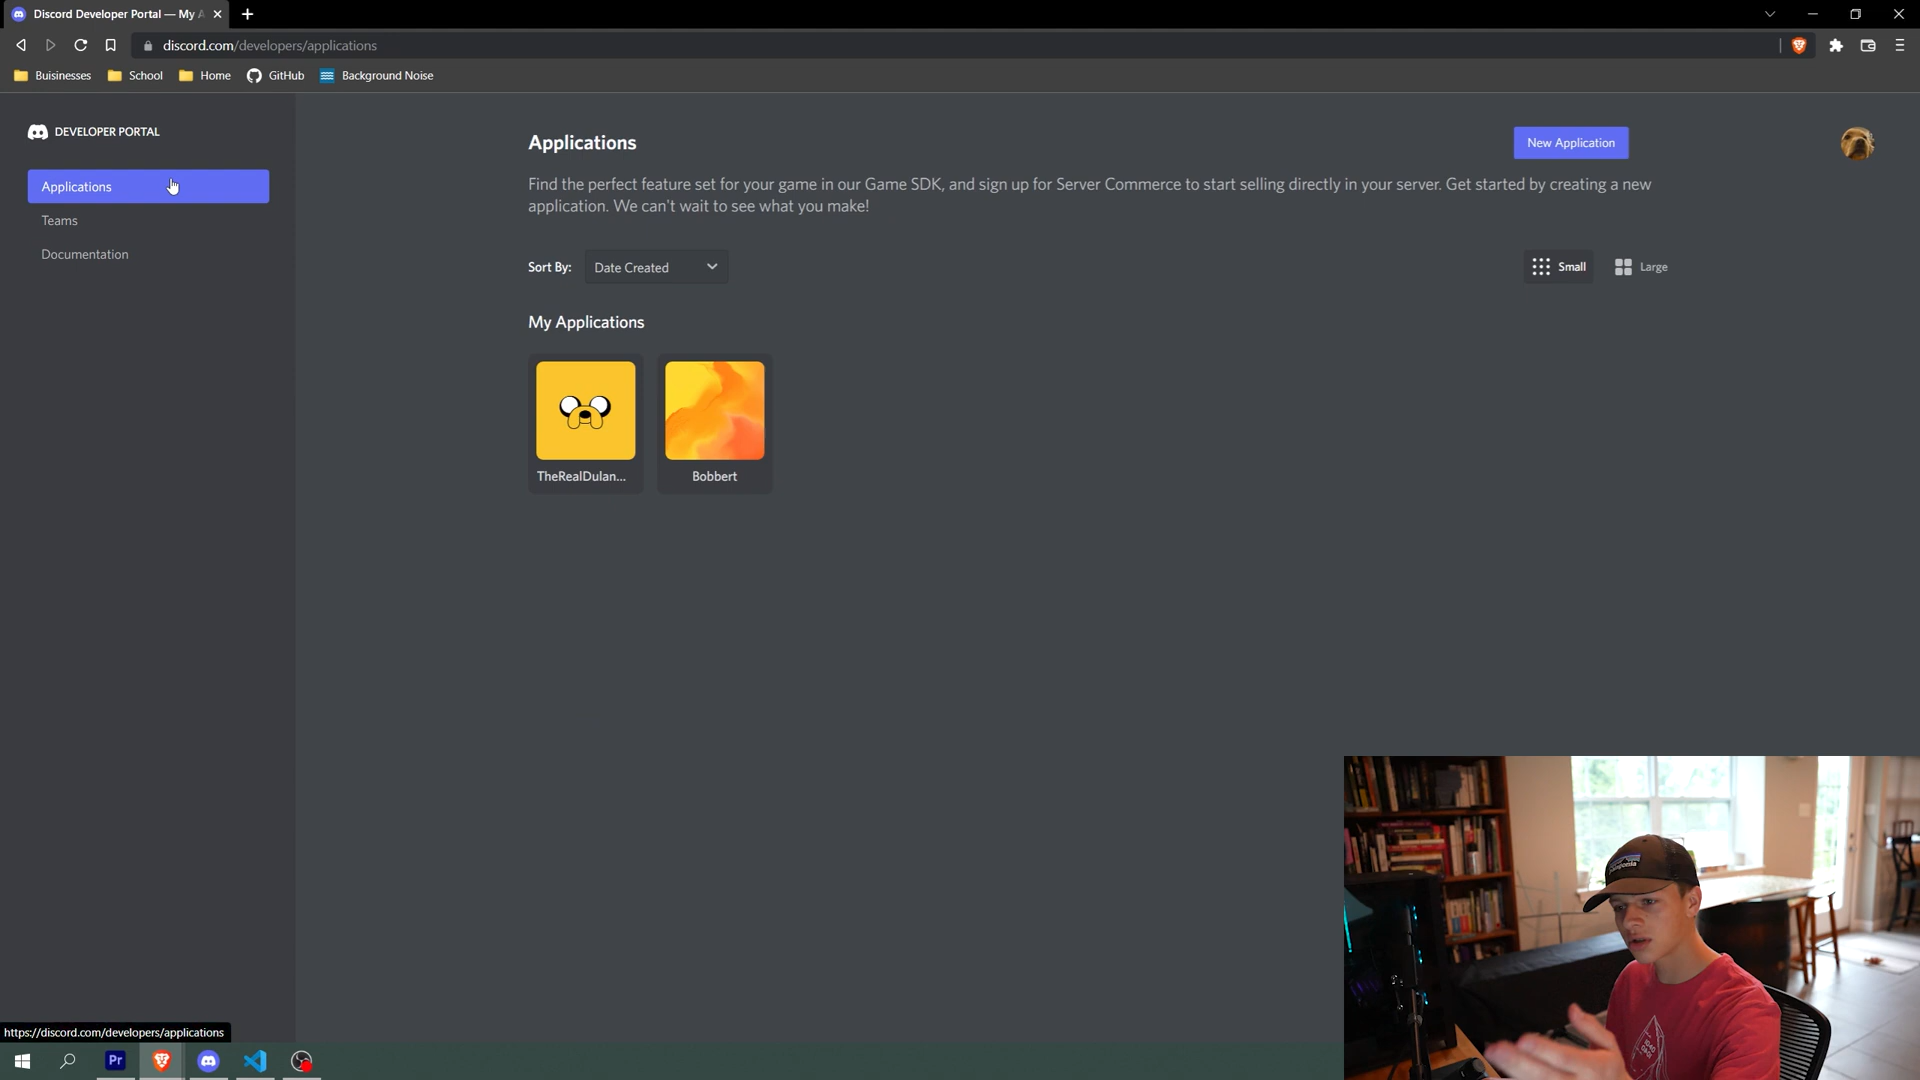 Discord Developer Portal — My A
discord.com/developers/applications
Buisinesses
School
Home
GitHub
Background Noise
DEVELOPER PORTAL
Applications
Teams
Documentation
Applications
New Application
Find the perfect feature set for your game in our Game SDK, and sign up for Server Commerce to start selling directly in your server. Get started by creating a new
application. We can't wait to see what you make!
Sort By:
Date Created
Small
Large
My Applications
TheRealDulan...
Bobbert
patagonia
https://discord.com/developers/applications
Pr